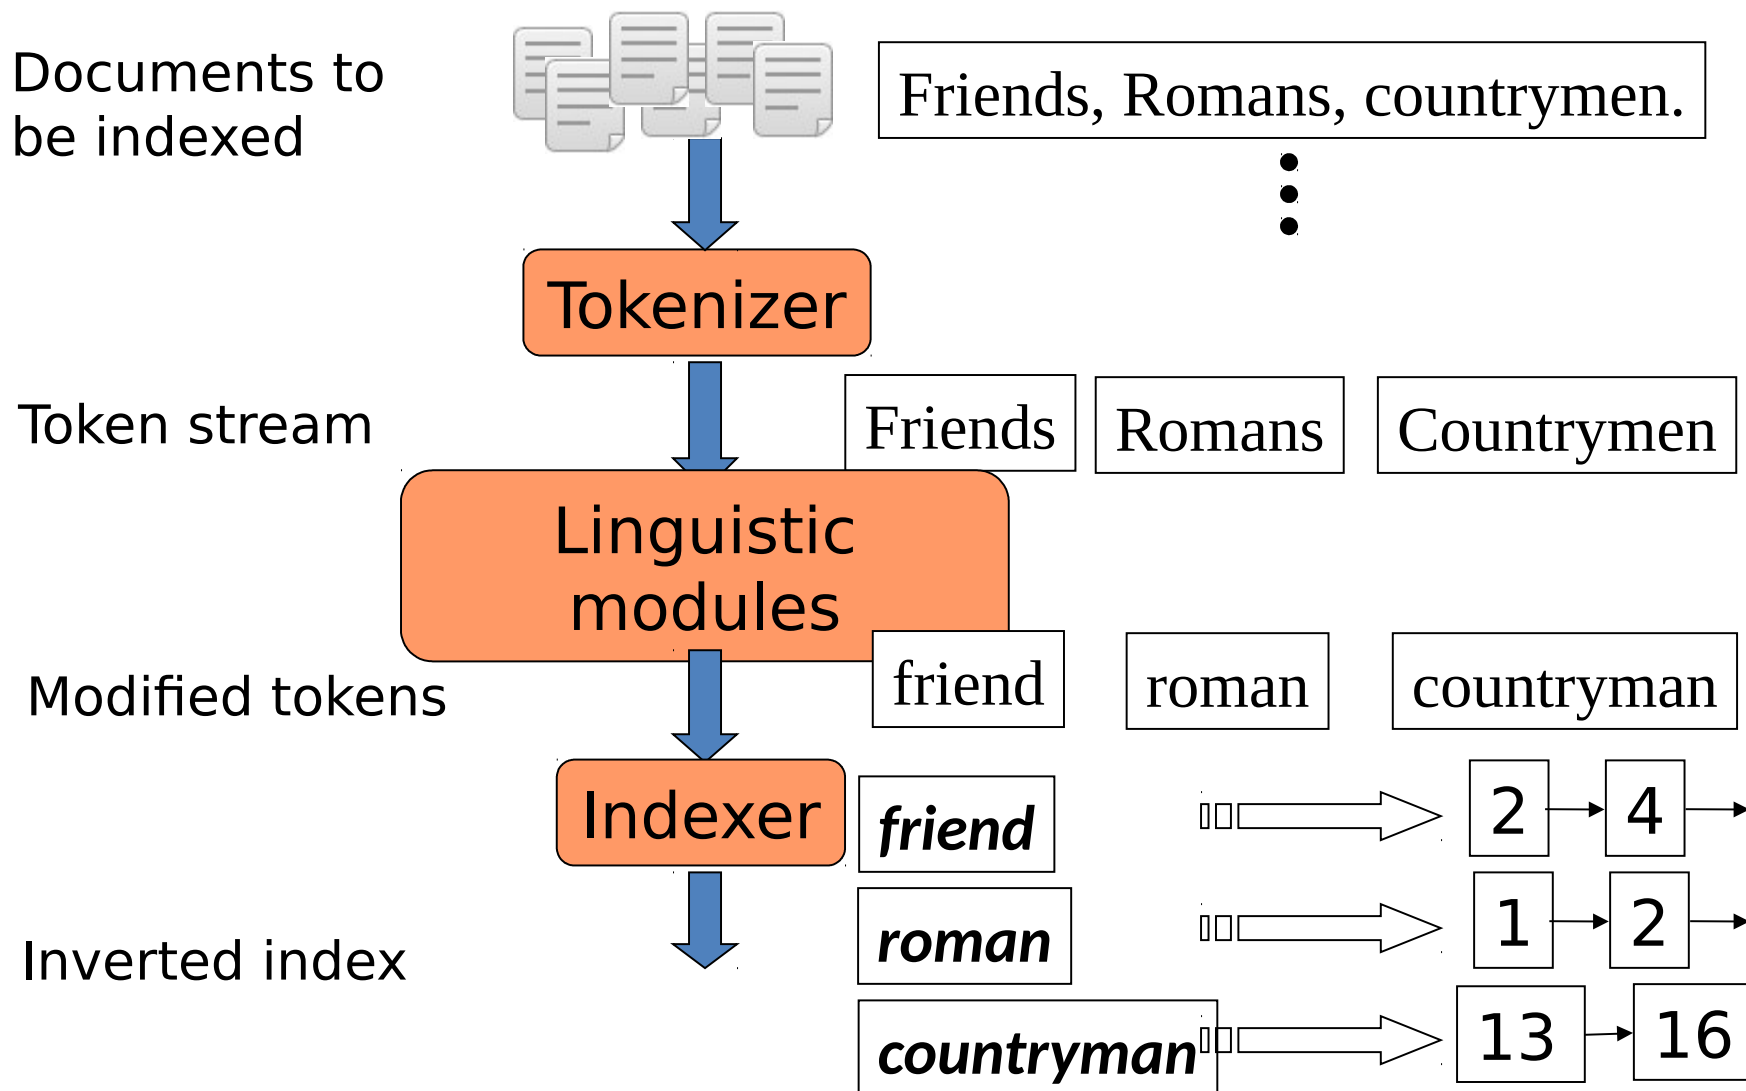 Documents to
be indexed
Friends, Romans, countrymen.
Tokenizer
Token stream
Friends
Romans
Countrymen
Linguistic
modules
Modified tokens
friend
roman
countryman
Indexer
friend
2
4
roman
1
2
Inverted index
countryman
13
16